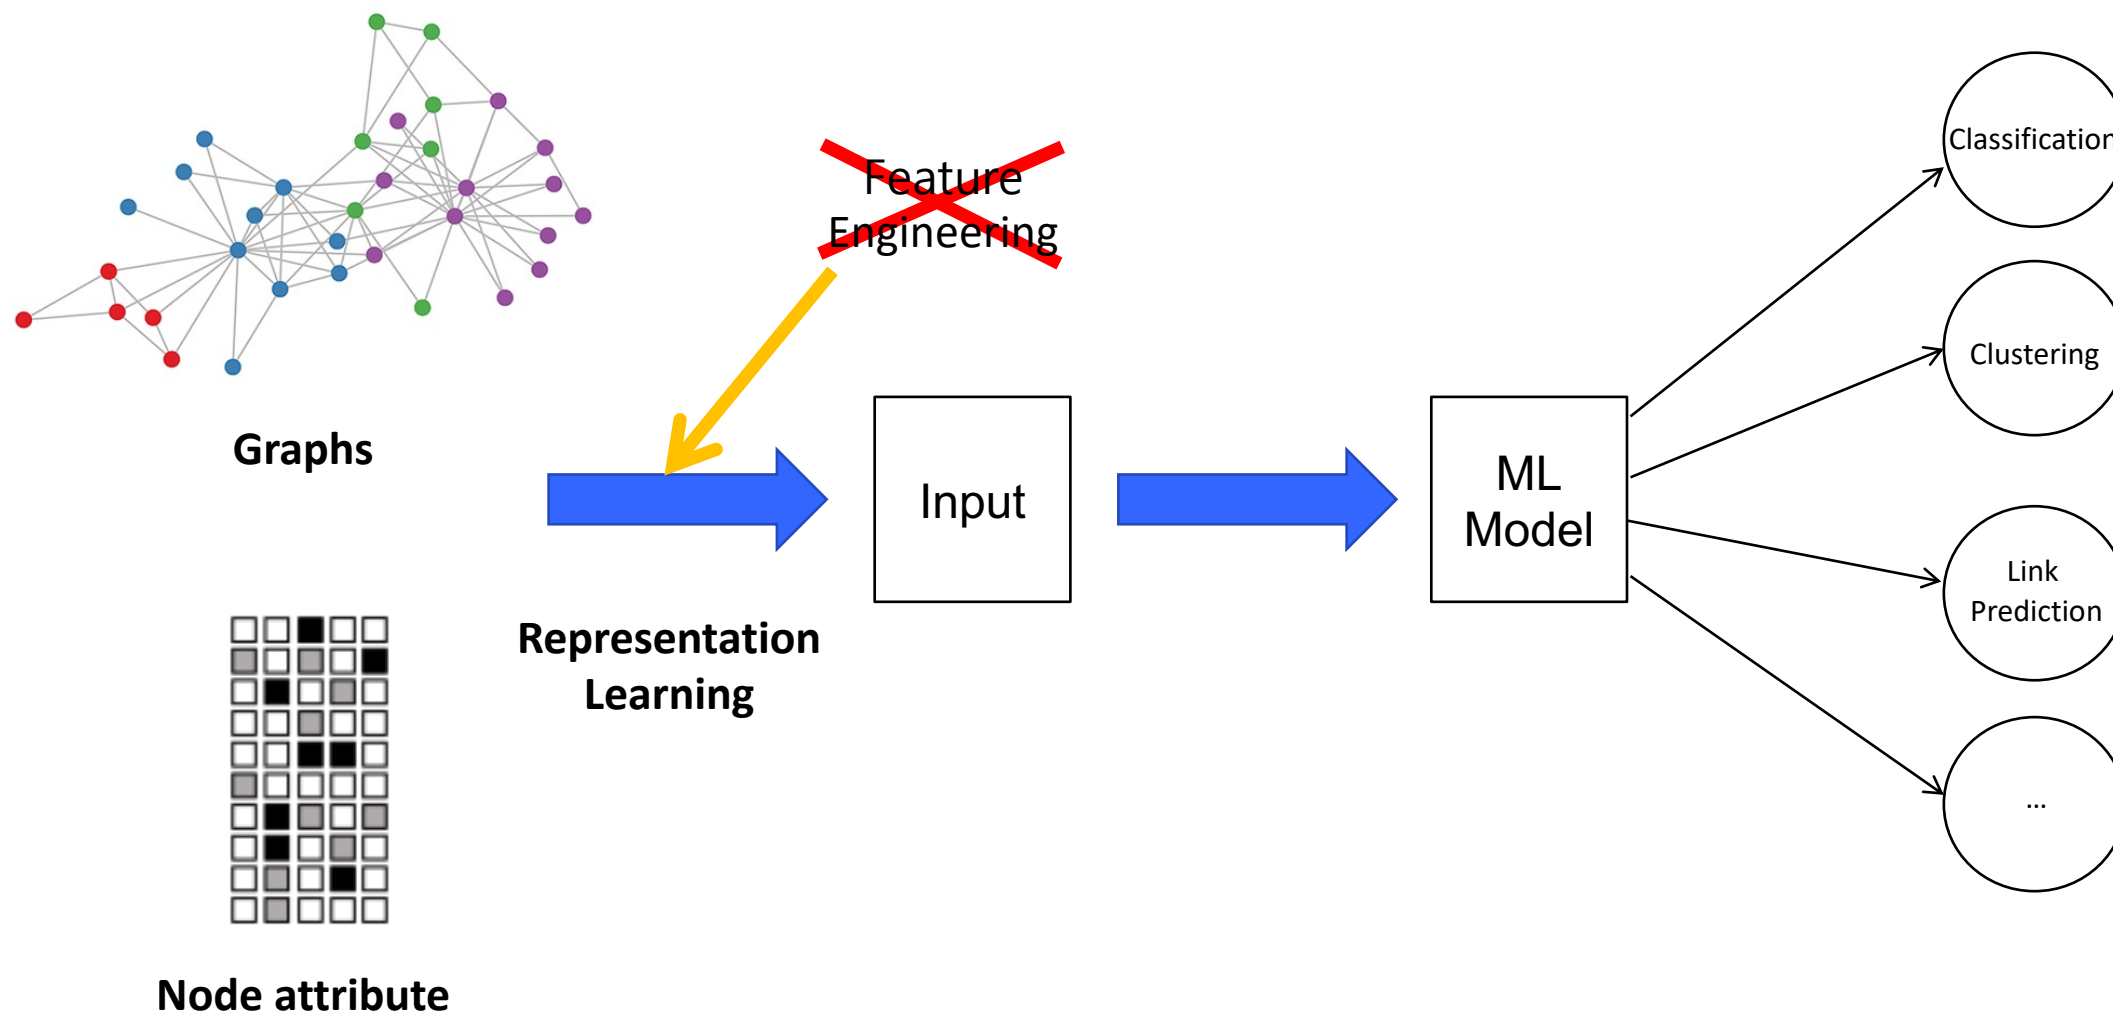 Graphs
Node attribute
Representation
Learning
Feature
Engineering
Input
ML
Model
Classification
Clustering
Link
Prediction
...